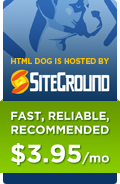 HTML DOG IS HOSTED BY
SiteGround
FAST, RELIABLE,
RECOMMENDED
$3.95/mo